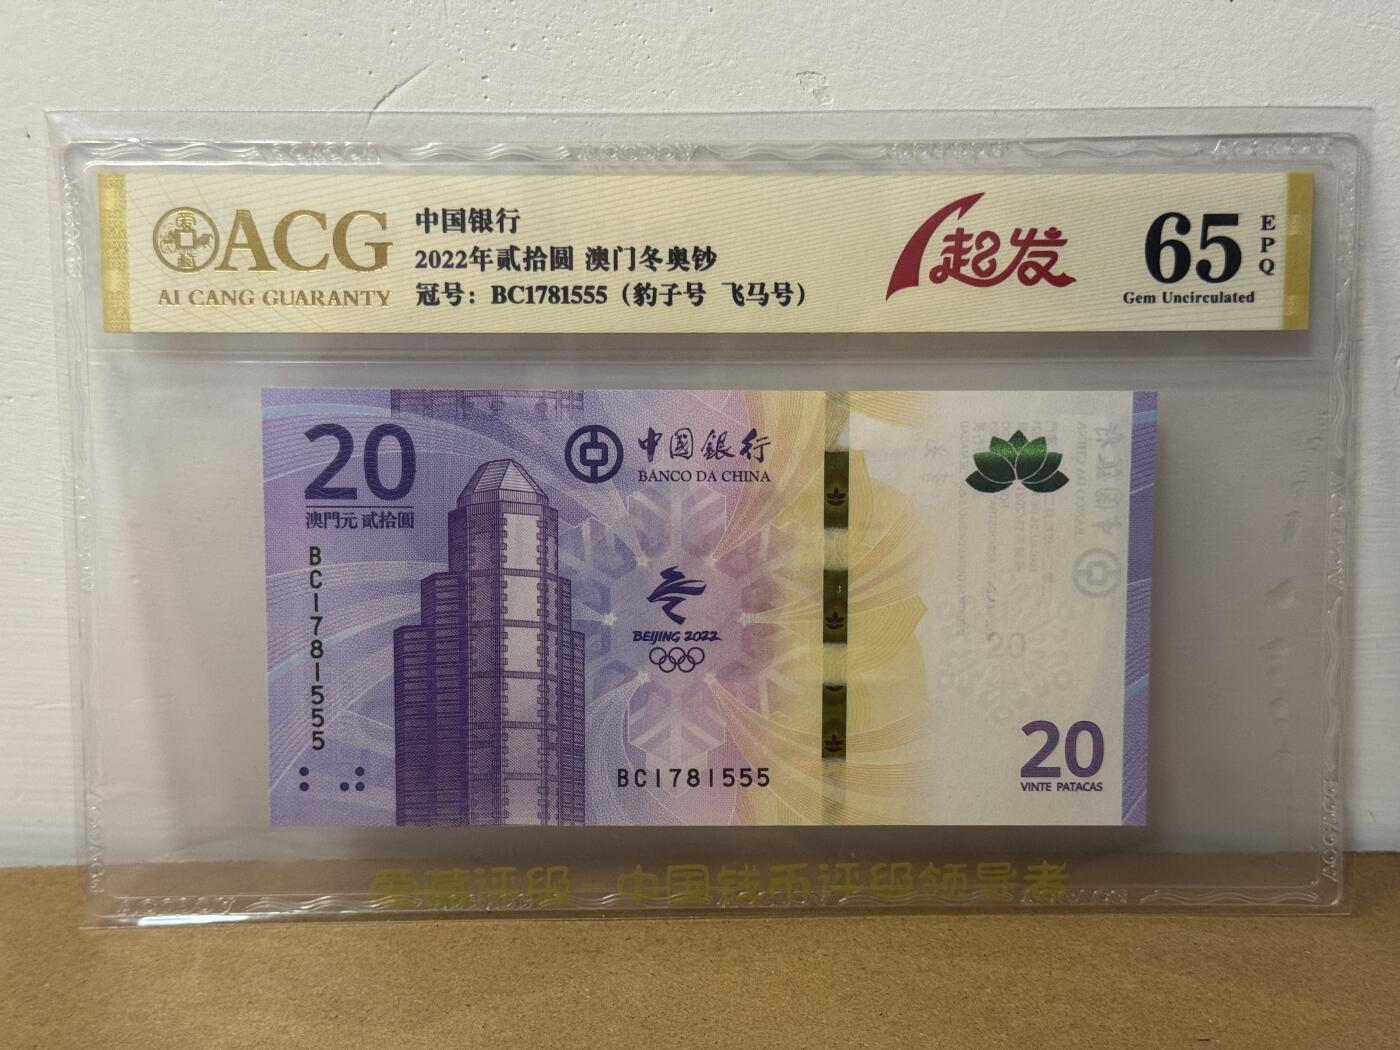 ACG
AI CANG GUARANTY
中国银行
2022年贰拾圆 澳门冬奥钞
冠号：BC1781555（豹子号 飞马号）
1起发
65
EPQ
Gem Uncirculated
20
澳門元 貳拾圓
BC1781555
中國銀行
BANCO DA CHINA
BEIJING 2022
BC1781555
20
VINTE PATACAS
爱藏评级-中国钱币评级领导者